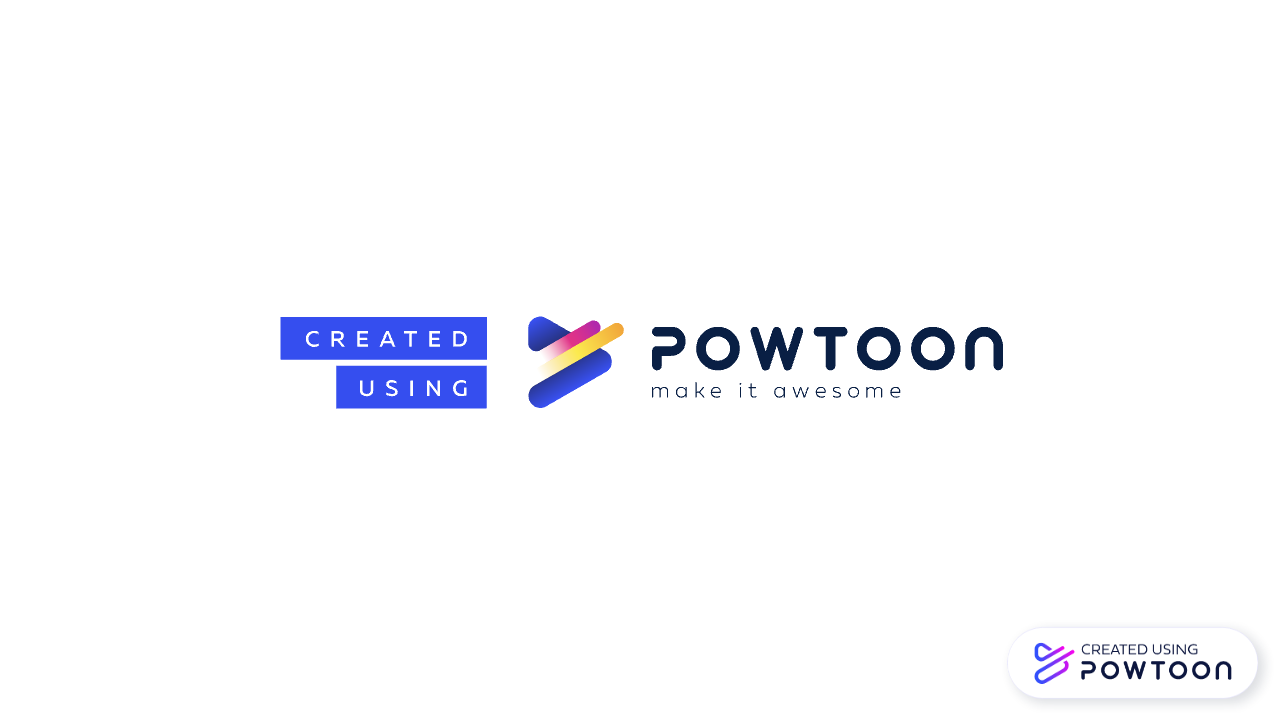 CREATED
USING
POWTOON
make it awesome
CREATED USING
POWTOON